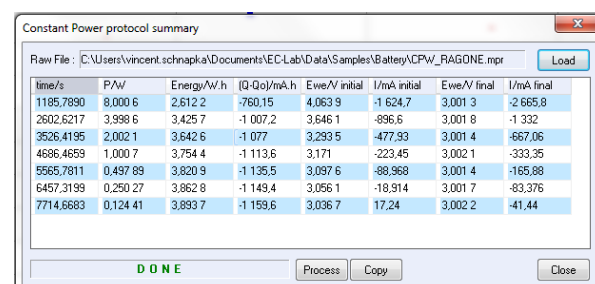 Constant Power protocol summary
Raw File : C:\Users\vincent.schnapka\Documents\EC-Lab\Data\Samples\Battery\CPW_RAGONE.mpr Load
time/s P/W Energy/W.h (Q-Qo)/mA.h Ewe/V initial I/mA initial Ewe/V final I/mA final
1185,7890 8,000 6 2,612 2 -760,15 4,063 9 -1 624,7 3,001 3 -2 665,8
2602,6217 3,998 6 3,425 7 -1 007,2 3,646 1 -896,6 3,001 8 -1 332
3526,4195 2,002 1 3,642 6 -1 077 3,293 5 -477,93 3,001 4 -667,06
4686,4659 1,000 7 3,754 4 -1 113,6 3,171 -223,45 3,002 1 -333,35
5565,7811 0,497 89 3,820 9 -1 135,5 3,097 6 -88,968 3,001 4 -165,88
6457,3199 0,250 27 3,862 8 -1 149,4 3,056 1 -18,914 3,001 7 -83,376
7714,6683 0,124 41 3,893 7 -1 159,6 3,036 7 17,24 3,002 2 -41,44
DONE Process Copy Close